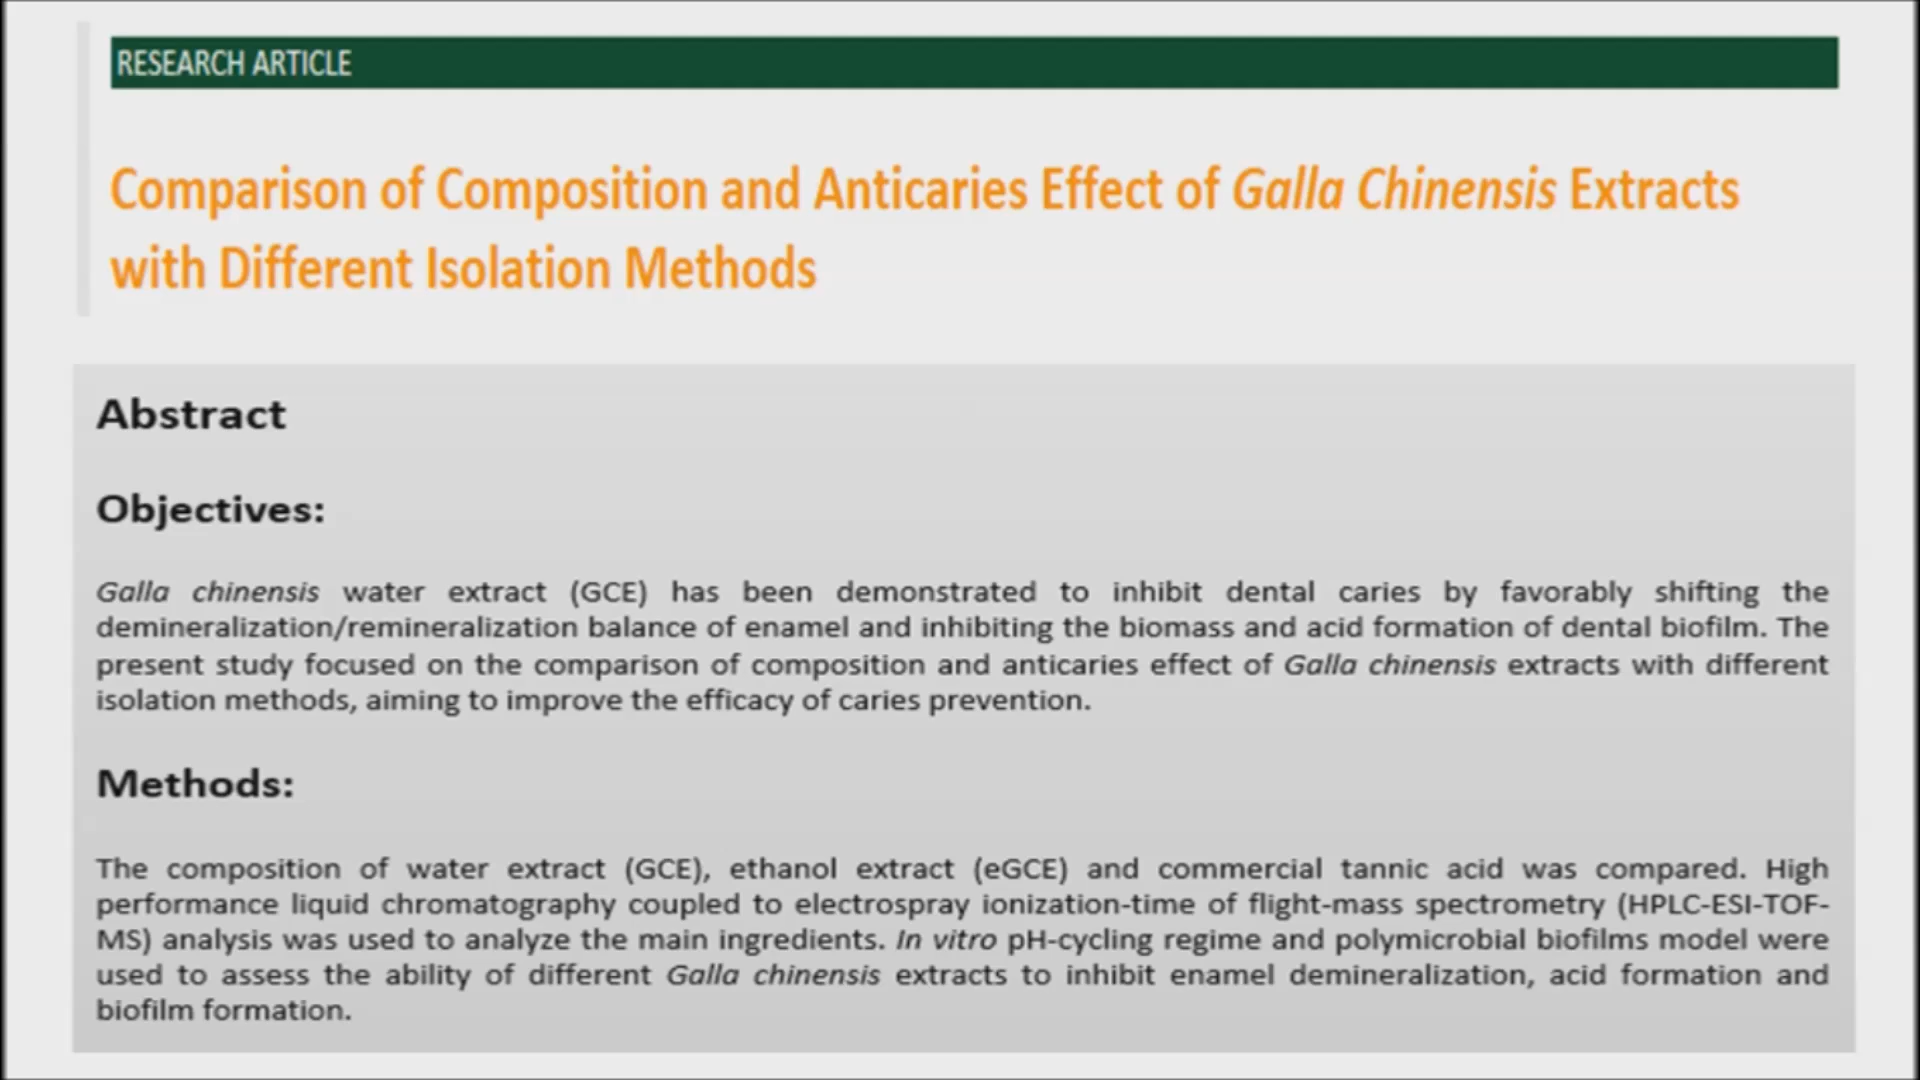 RESEARCH ARTICLE
Comparison of Composition and Anticaries Effect of Galla Chinensis Extracts
with Different Isolation Methods
Abstract
Objectives:
Galla chinensis water extract (GCE) has been demonstrated to inhibit dental caries by favorably shifting the
demineralization/remineralization balance of enamel and inhibiting the biomass and acid formation of dental biofilm. The
present study focused on the comparison of composition and anticaries effect of Galla chinensis extracts with different
isolation methods, aiming to improve the efficacy of caries prevention.
Methods:
The composition of water extract (GCE), ethanol extract (eGCE) and commercial tannic acid was compared. High
performance liquid chromatography coupled to electrospray ionization-time of flight-mass spectrometry (HPLC-ESI-TOF-
MS) analysis was used to analyze the main ingredients. In vitro pH-cycling regime and polymicrobial biofilms model were
used to assess the ability of different Galla chinensis extracts to inhibit enamel demineralization, acid formation and
biofilm formation.